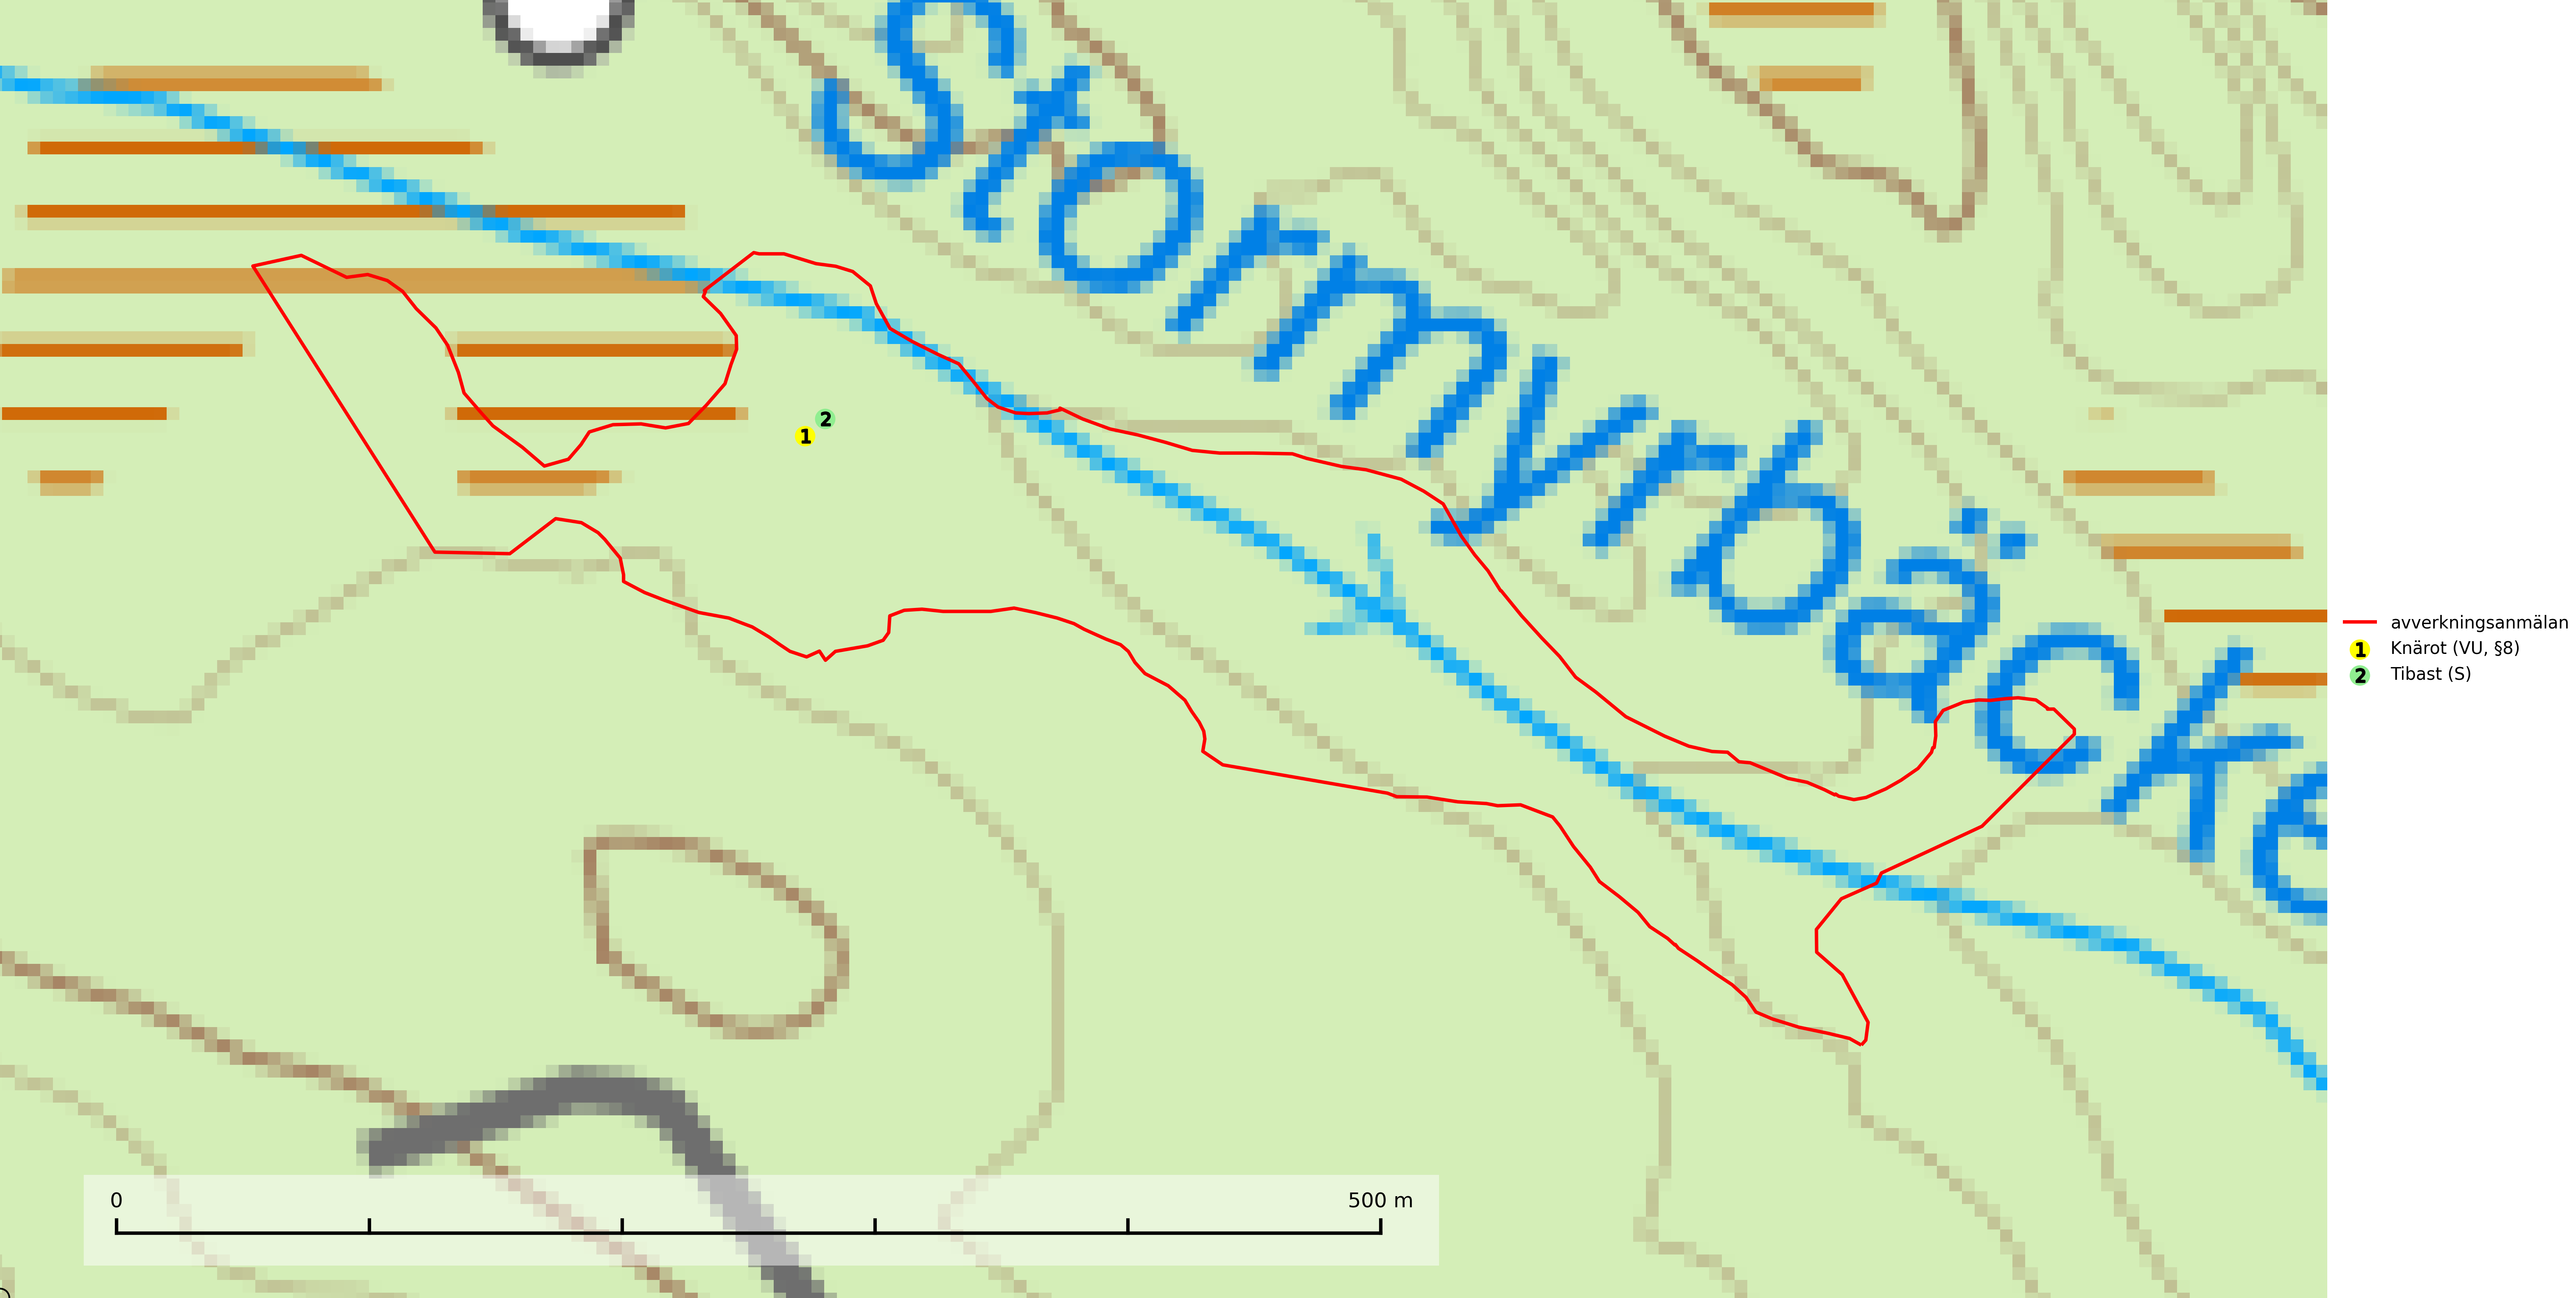 Stormyrbäcke
2
1
avverkningsanmälan
1 Knärot (VU, §8)
2 Tibast (S)
0 500 m